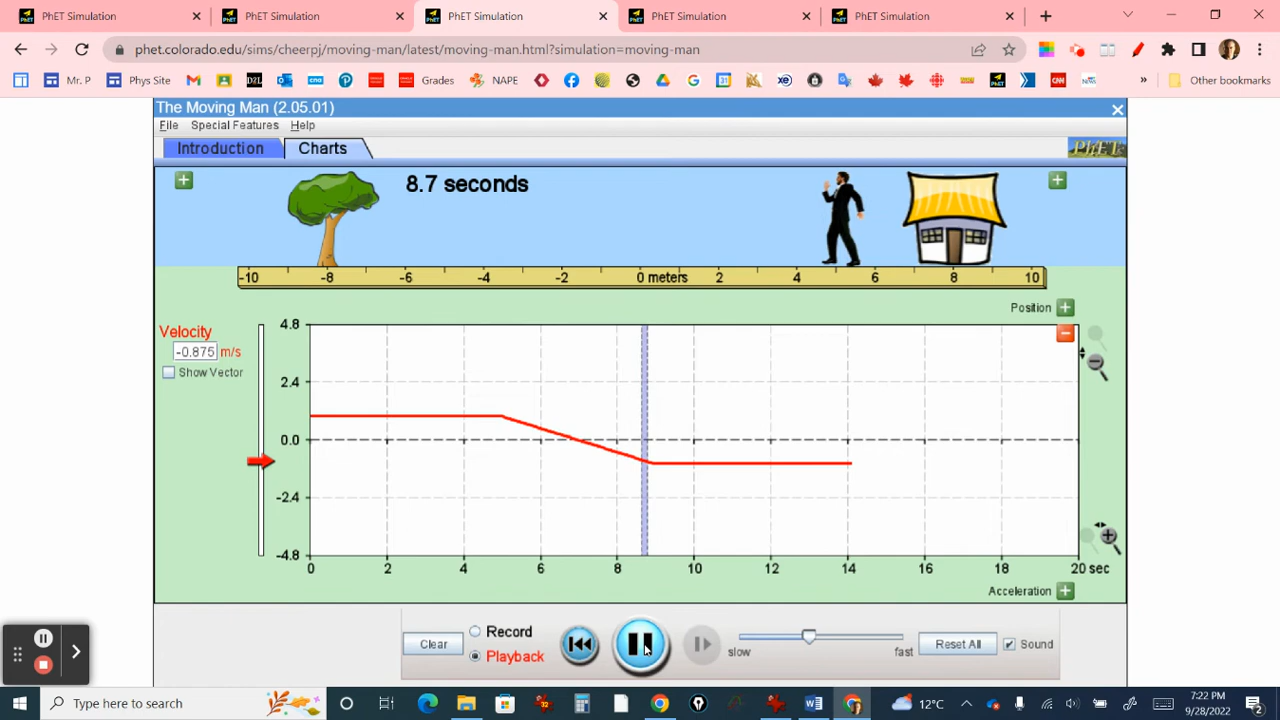 PhET Simulation
PhET Simulation
PhET Simulation
PhET Simulation
PhET Simulation
phet.colorado.edu/sims/cheerpj/moving-man/latest/moving-man.html?simulation=moving-man
Mr. P
Phys Site
D2L
Grades
NAPE
CNN
Other bookmarks
The Moving Man (2.05.01)
File Special Features Help
Introduction Charts
PhET
8.7 seconds
-10 -8 -6 -4 -2 0 meters 2 4 6 8 10
Position
Velocity
-0.875 m/s
Show Vector
4.8
2.4
0.0
-2.4
-4.8
0 2 4 6 8 10 12 14 16 18 20 sec
Acceleration
Clear
Record
Playback
slow
fast
Reset All
Sound
Type here to search
12°C
7:22 PM
9/28/2022
2